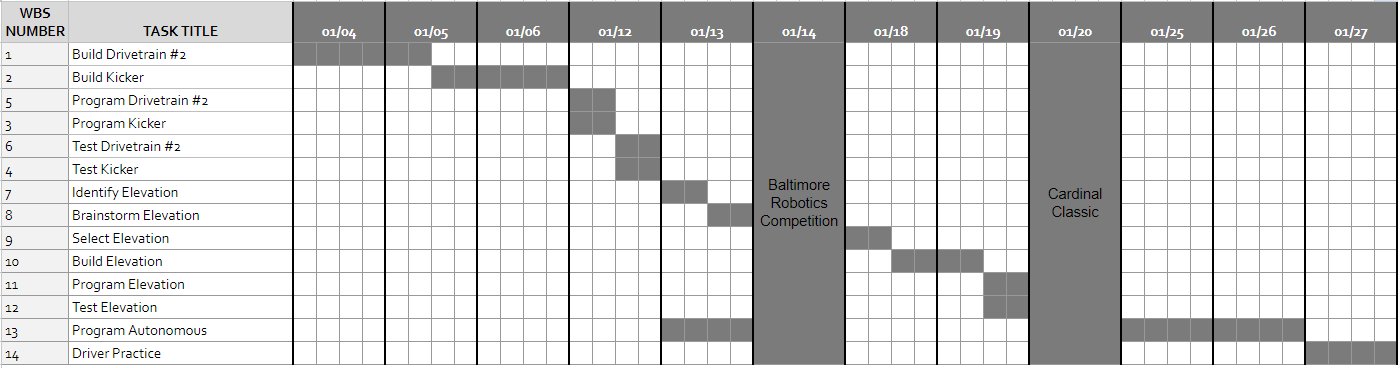 WBS NUMBER TASK TITLE 01/04 01/05 01/06 01/12 01/13 01/14 01/18 01/19 01/20 01/25 01/26 01/27
1 Build Drivetrain #2
2 Build Kicker
5 Program Drivetrain #2
3 Program Kicker
6 Test Drivetrain #2
4 Test Kicker
7 Identify Elevation
8 Brainstorm Elevation
9 Select Elevation
10 Build Elevation
11 Program Elevation
12 Test Elevation
13 Program Autonomous
14 Driver Practice
Baltimore
Robotics
Competition
Cardinal
Classic